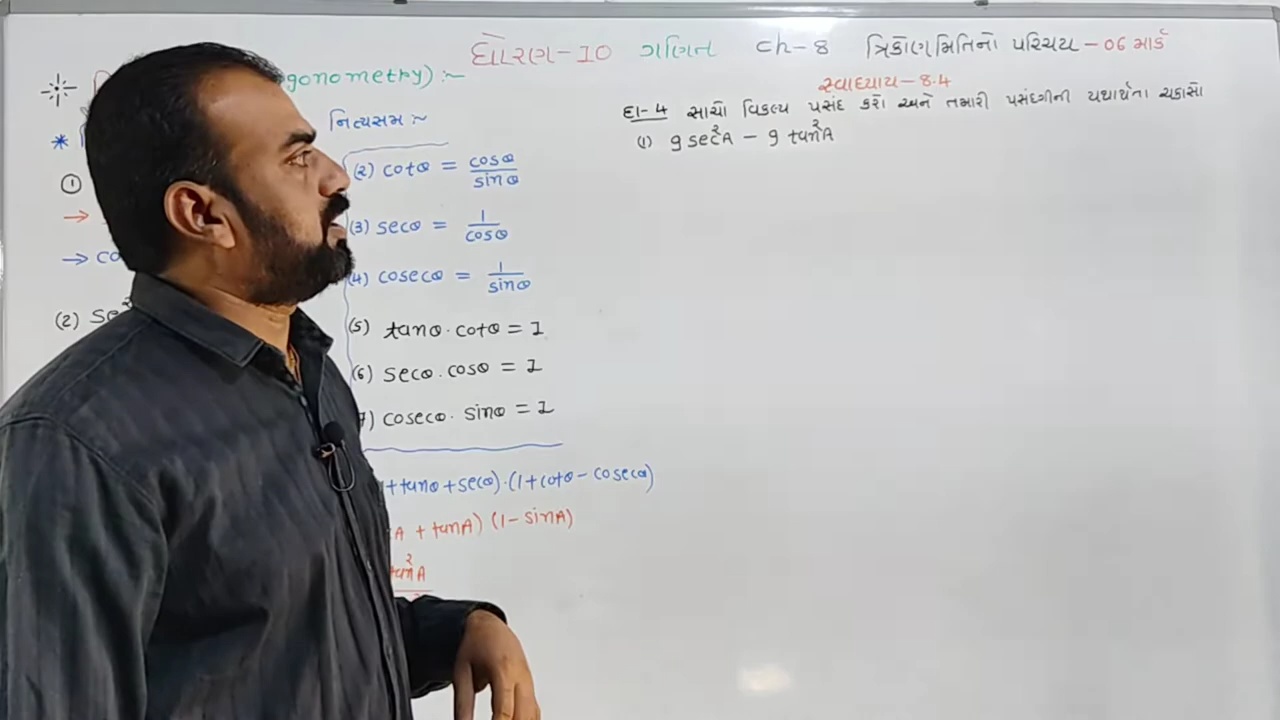 ધોરણ-10 ગણિત Ch-8 ત્રિકોણમિતિનો પરિચય - 06 માર્ક
gonometry) :~
સ્વાધ્યાય - 8.4
નિત્યસમ :~
(2) cotθ = cosθ/sinθ
(3) secθ = 1/cosθ
(4) cosecθ = 1/sinθ
(5) tanθ · cotθ = 1
(6) secθ · cosθ = 1
7) cosecθ · sinθ = 1
+tanθ+secθ)·(1+cotθ-cosecθ)
A + tanA) (1-sinA)
tan²A
①
→ co
(2) se
દા-4 સાચો વિકલ્પ પસંદ કરો અને તમારી પસંદગીની યથાર્થતા ચકાસો
(1) 9 sec²A - 9 tan²A